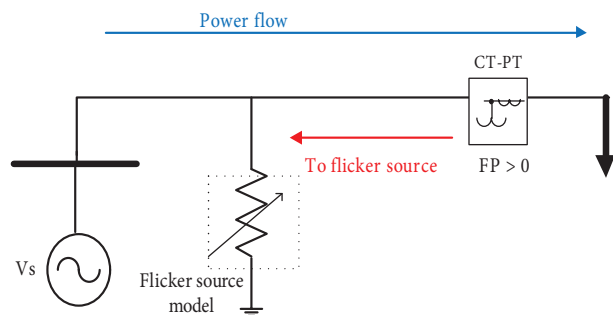 Power flow
CT-PT
To flicker source
FP > 0
Vs
Flicker source
model